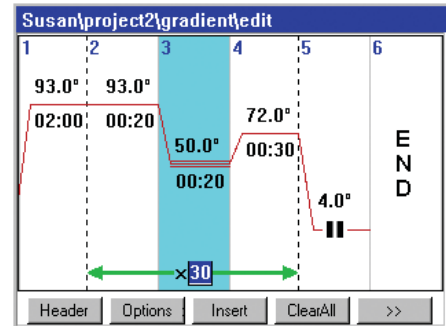 Susan\project2\gradient\edit
1 2 3 4 5 6
93.0° 93.0°
02:00 00:20
50.0°
00:20
72.0°
00:30
4.0°
E
N
D
×30
Header Options Insert ClearAll >>